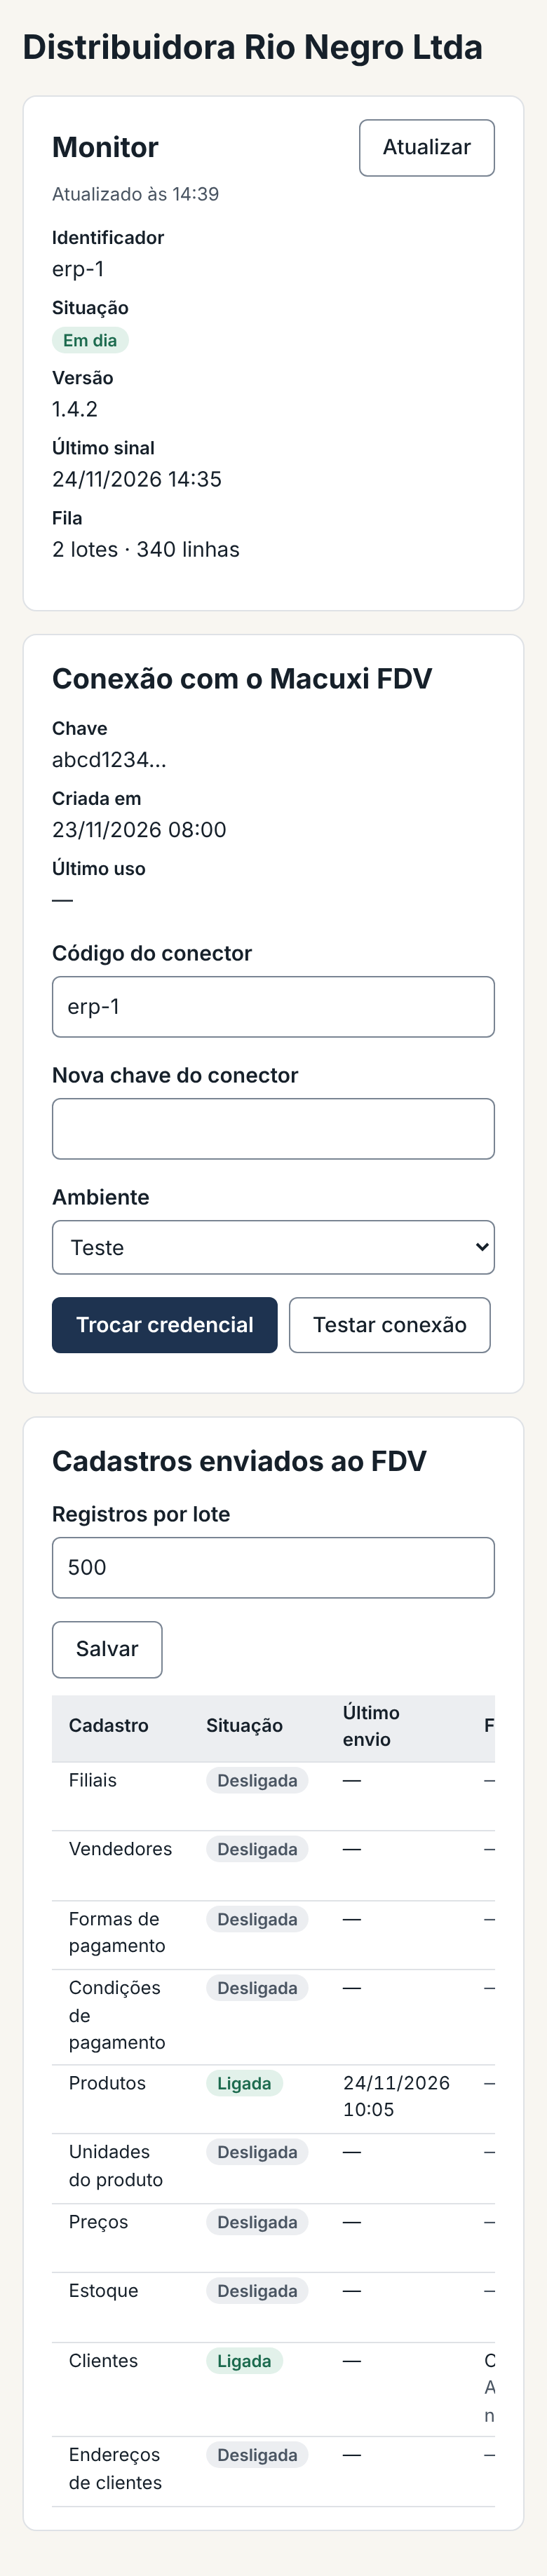 Distribuidora Rio Negro Ltda
Monitor
Atualizar
Atualizado às 14:39
Identificador
erp-1
Situação
Em dia
Versão
1.4.2
Último sinal
24/11/2026 14:35
Fila
2 lotes · 340 linhas
Conexão com o Macuxi FDV
Chave
abcd1234…
Criada em
23/11/2026 08:00
Último uso
—
Código do conector
erp-1
Nova chave do conector
Ambiente
Teste
Trocar credencial
Testar conexão
Cadastros enviados ao FDV
Registros por lote
500
Salvar
Cadastro Situação Último envio
Filiais Desligada — —
Vendedores Desligada — —
Formas de pagamento Desligada — —
Condições de pagamento Desligada — —
Produtos Ligada 24/11/2026 10:05 —
Unidades do produto Desligada — —
Preços Desligada — —
Estoque Desligada — —
Clientes Ligada —
Endereços de clientes Desligada — —